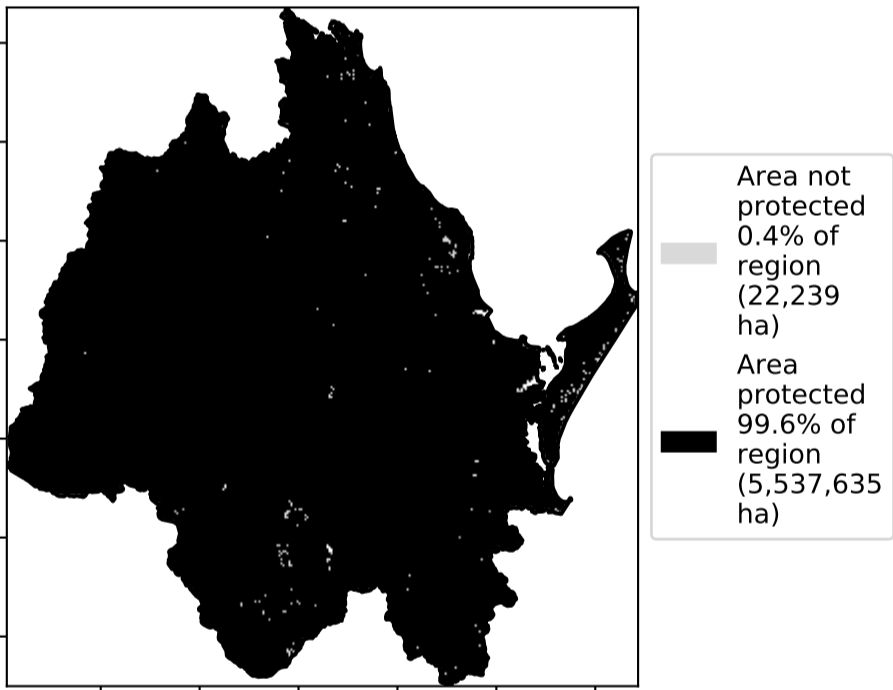 Area not
protected
0.4% of
region
(22,239
ha)
Area
protected
99.6% of
region
(5,537,635
ha)